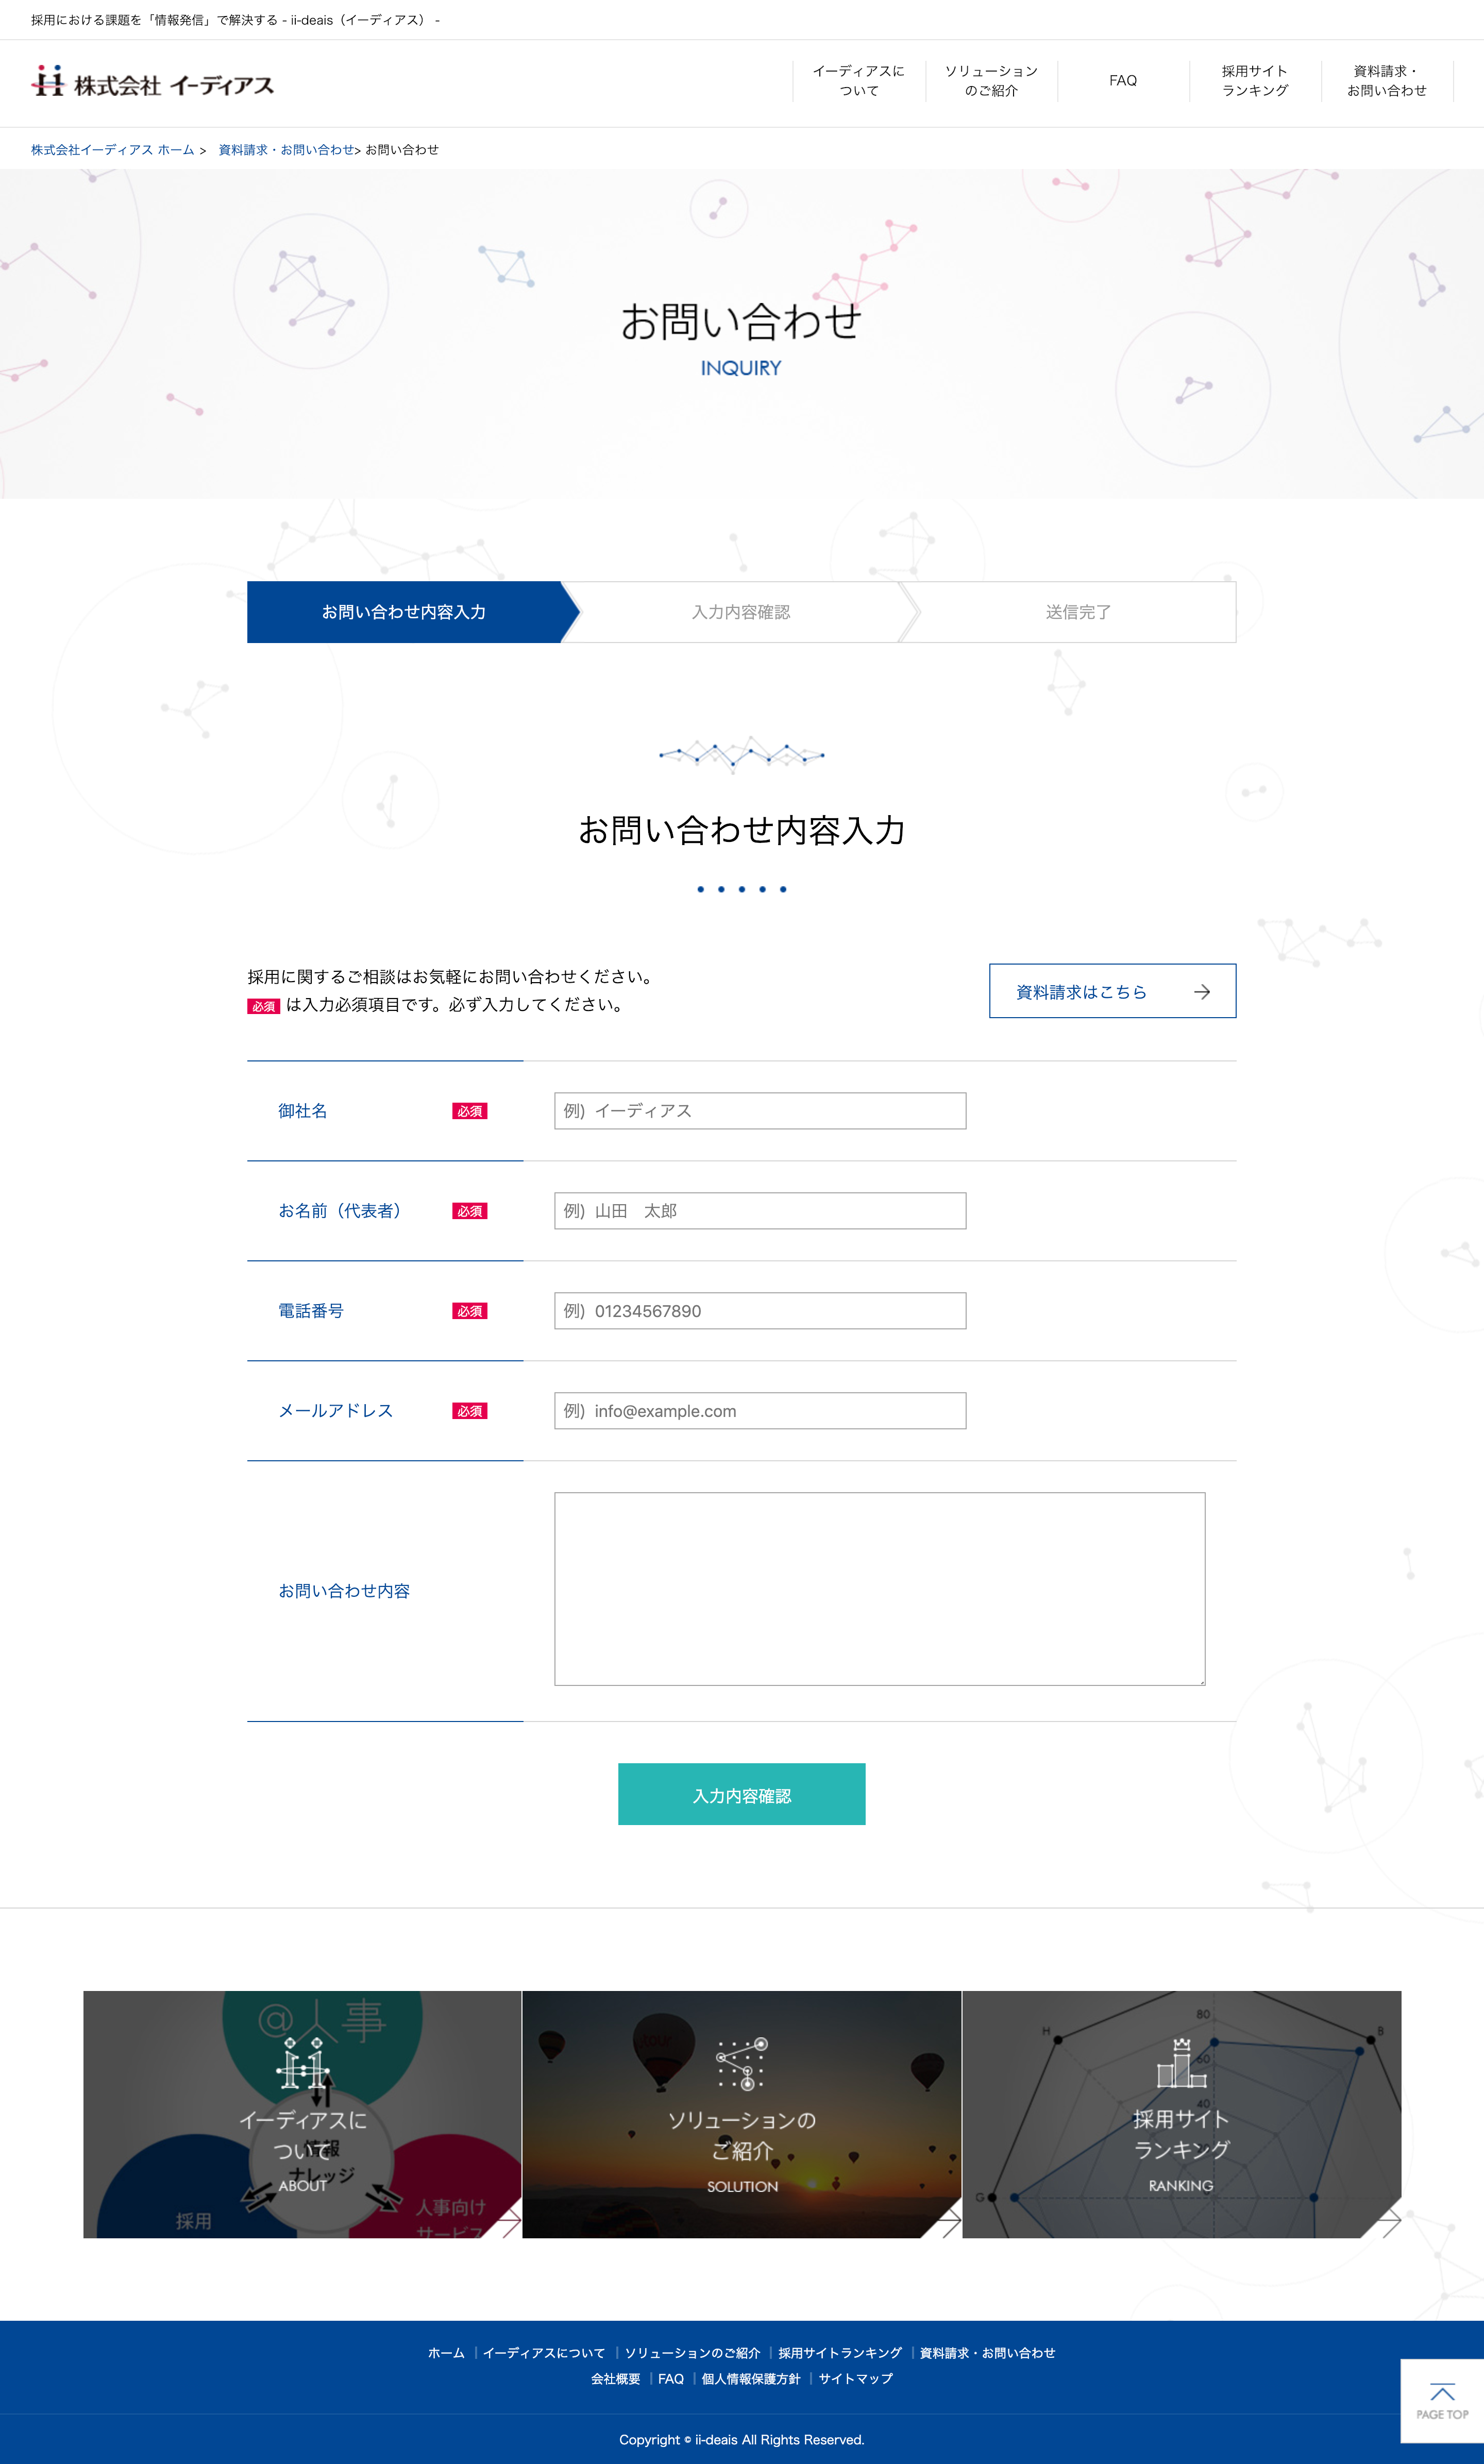 採用における課題を「情報発信」で解決する - ii-deais（イーディアス） -
株式会社 イーディアス
イーディアスに
ついて
ソリューション
のご紹介
FAQ
採用サイト
ランキング
資料請求・
お問い合わせ
株式会社イーディアス ホーム > 資料請求・お問い合わせ> お問い合わせ
お問い合わせ
INQUIRY
お問い合わせ内容入力
入力内容確認
送信完了
お問い合わせ内容入力
採用に関するご相談はお気軽にお問い合わせください。
必須 は入力必須項目です。必ず入力してください。
資料請求はこちら
御社名 必須 例）イーディアス
お名前（代表者） 必須 例）山田　太郎
電話番号 必須 例）01234567890
メールアドレス 必須 例）info@example.com
お問い合わせ内容
入力内容確認
@人事
イーディアスに
ついて
ABOUT
情報
ナレッジ
採用
人事向け
サービス
tour
ソリューションの
ご紹介
SOLUTION
80
H
B
60
40
G
採用サイト
ランキング
RANKING
ホーム | イーディアスについて | ソリューションのご紹介 | 採用サイトランキング | 資料請求・お問い合わせ
会社概要 | FAQ | 個人情報保護方針 | サイトマップ
PAGE TOP
Copyright © ii-deais All Rights Reserved.